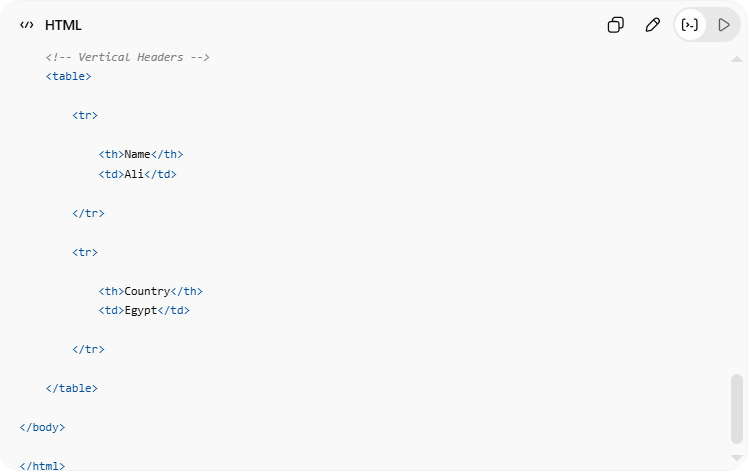 HTML
<!-- Vertical Headers -->
<table>
<tr>
<th>Name</th>
<td>Ali</td>
</tr>
<tr>
<th>Country</th>
<td>Egypt</td>
</tr>
</table>
</body>
</html>